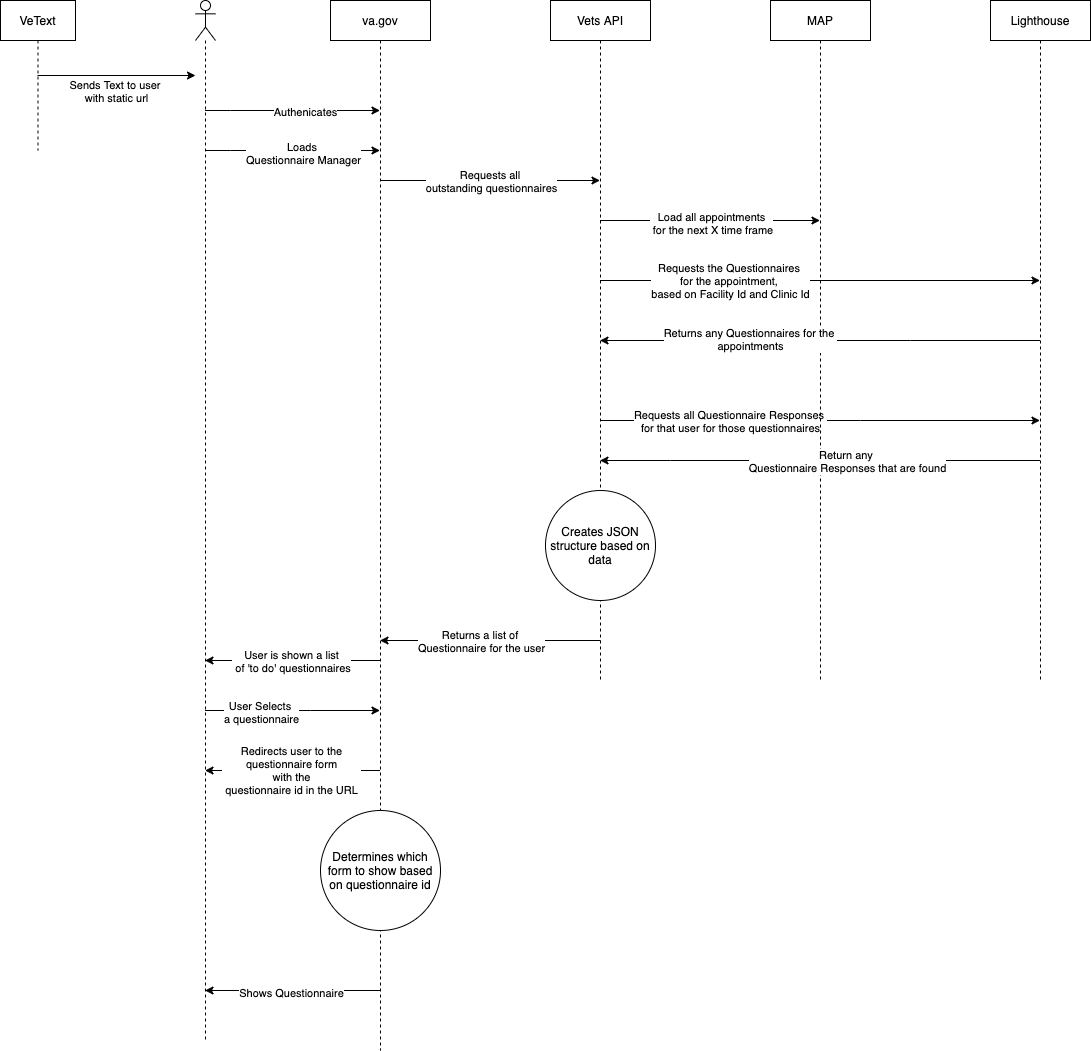 VeText
va.gov
Vets API
MAP
Lighthouse
Sends Text to user
with static url
Authenicates
Loads
Questionnaire Manager
Requests all
outstanding questionnaires
Load all appointments
for the next X time frame
Requests the Questionnaires
for the appointment,
based on Facility Id and Clinic Id
Returns any Questionnaires for the
appointments
Requests all Questionnaire Responses
for that user for those questionnaires
Return any
Questionnaire Responses that are found
Creates JSON
structure based on
data
Returns a list of
Questionnaire for the user
User is shown a list
of 'to do' questionnaires
User Selects
a questionnaire
Redirects user to the
questionnaire form
with the
questionnaire id in the URL
Determines which
form to show based
on questionnaire id
Shows Questionnaire